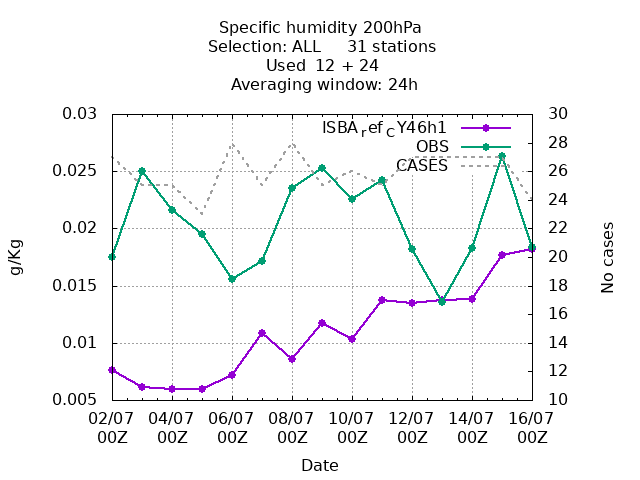 Specific humidity 200hPa
Selection: ALL     31 stations
Used  12 + 24
Averaging window: 24h
ISBA_ref_CY46h1
OBS
CASES
0.03
0.025
0.02
0.015
0.01
0.005
30
28
26
24
22
20
18
16
14
12
10
g/Kg
No cases
02/07 04/07 06/07 08/07 10/07 12/07 14/07 16/07
00Z 00Z 00Z 00Z 00Z 00Z 00Z 00Z
Date